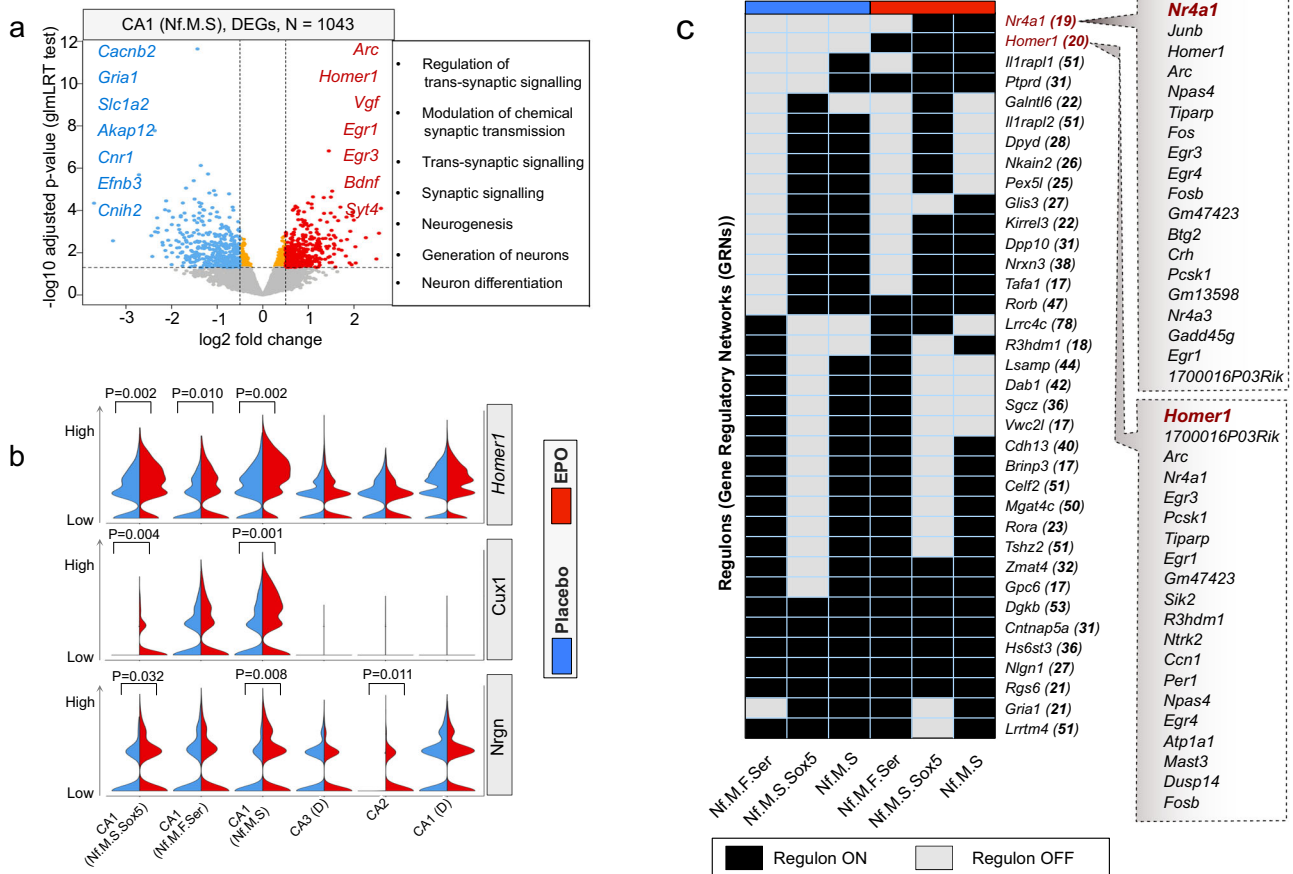 a
CA1 (Nf.M.S), DEGs, N = 1043
-log10 adjusted p-value (glmLRT test)
12
10
8
6
4
2
0
-3
-2
-1
0
1
2
log2 fold change
Cacnb2
Gria1
Slc1a2
Akap12
Cnr1
Efnb3
Cnih2
Arc
Homer1
Vgf
Egr1
Egr3
Bdnf
Syt4
• Regulation of
trans-synaptic signalling
• Modulation of chemical
synaptic transmission
• Trans-synaptic signalling
• Synaptic signalling
• Neurogenesis
• Generation of neurons
• Neuron differentiation
b
P=0.002
P=0.010
P=0.002
High
Low
Homer1
P=0.004
P=0.001
High
Low
Cux1
P=0.032
P=0.008
P=0.011
High
Low
Nrgn
CA1
(Nf.M.S.Sox5)
CA1
(Nf.M.F.Ser)
CA1
(Nf.M.S)
CA3 (D)
CA2
CA1 (D)
Placebo
EPO
c
Regulons (Gene Regulatory Networks (GRNs))
Nr4a1 (19)
Homer1 (20)
Il1rapl1 (51)
Ptprd (31)
Galntl6 (22)
Il1rapl2 (51)
Dpyd (28)
Nkain2 (26)
Pex5l (25)
Glis3 (27)
Kirrel3 (22)
Dpp10 (31)
Nrxn3 (38)
Tafa1 (17)
Rorb (47)
Lrrc4c (78)
R3hdm1 (18)
Lsamp (44)
Dab1 (42)
Sgcz (36)
Vwc2l (17)
Cdh13 (40)
Brinp3 (17)
Celf2 (51)
Mgat4c (50)
Rora (23)
Tshz2 (51)
Zmat4 (32)
Gpc6 (17)
Dgkb (53)
Cntnap5a (31)
Hs6st3 (36)
Nlgn1 (27)
Rgs6 (21)
Gria1 (21)
Lrrtm4 (51)
Nf.M.F.Ser
Nf.M.S.Sox5
Nf.M.S
Nf.M.F.Ser
Nf.M.S.Sox5
Nf.M.S
Regulon ON
Regulon OFF
Nr4a1
Junb
Homer1
Arc
Npas4
Tiparp
Fos
Egr3
Egr4
Fosb
Gm47423
Btg2
Crh
Pcsk1
Gm13598
Nr4a3
Gadd45g
Egr1
1700016P03Rik
Homer1
1700016P03Rik
Arc
Nr4a1
Egr3
Pcsk1
Tiparp
Egr1
Gm47423
Sik2
R3hdm1
Ntrk2
Ccn1
Per1
Npas4
Egr4
Atp1a1
Mast3
Dusp14
Fosb